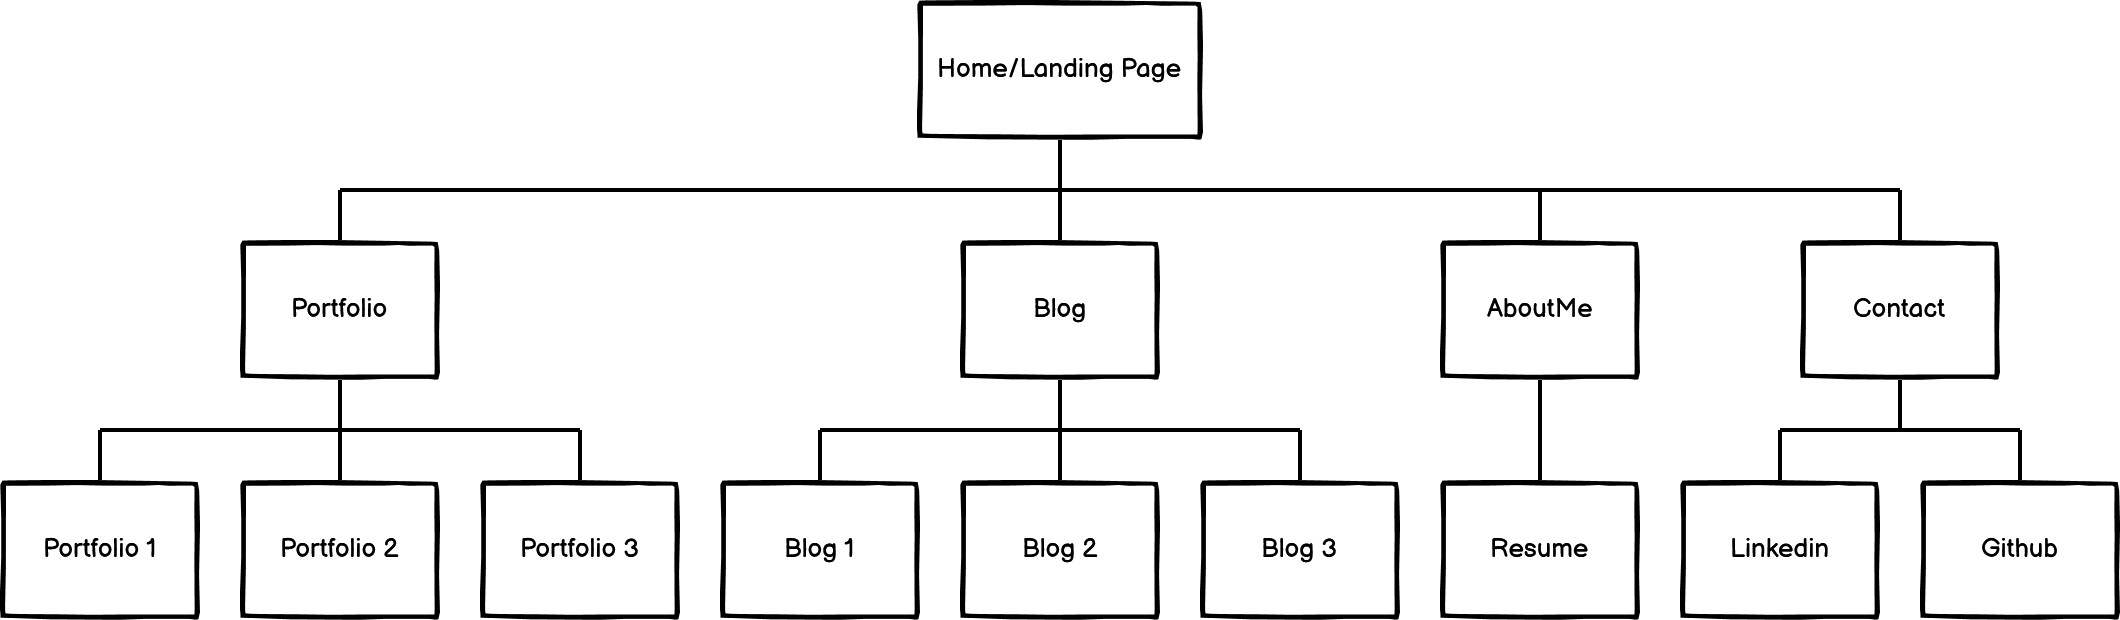 Home/Landing Page
Portfolio
Blog
AboutMe
Contact
Portfolio 1
Portfolio 2
Portfolio 3
Blog 1
Blog 2
Blog 3
Resume
Linkedin
Github